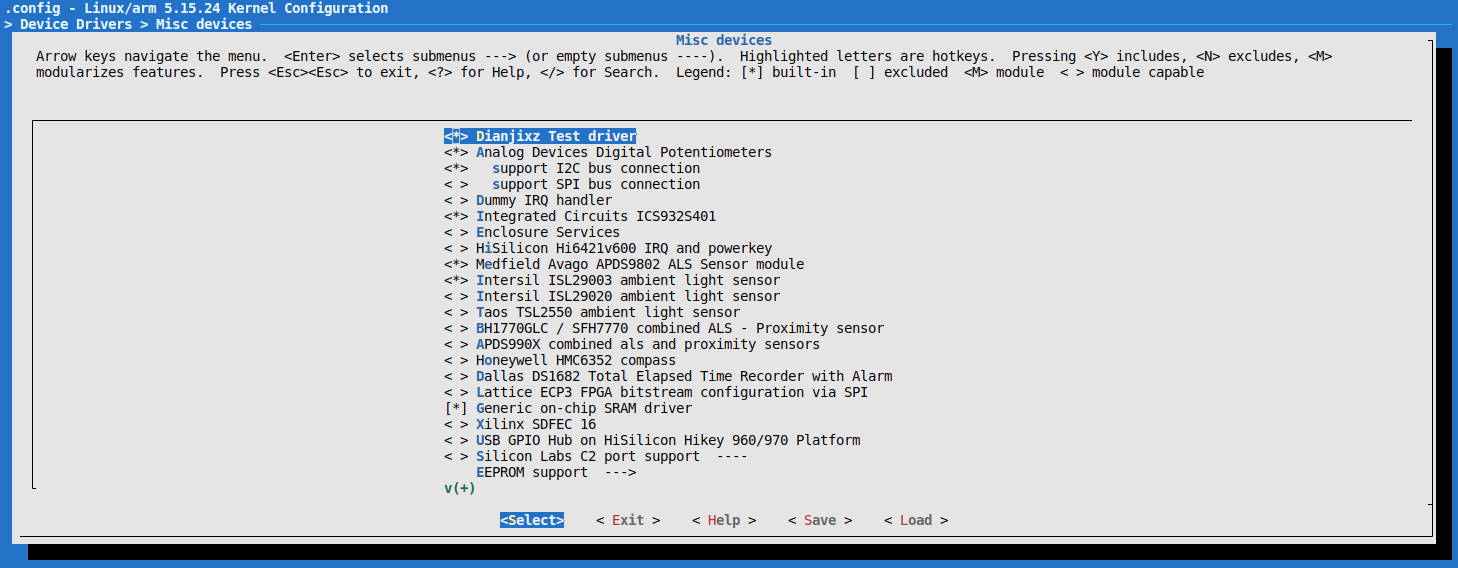 .config - Linux/arm 5.15.24 Kernel Configuration
> Device Drivers > Misc devices
Misc devices
Arrow keys navigate the menu.  <Enter> selects submenus ---> (or empty submenus ----).  Highlighted letters are hotkeys.  Pressing <Y> includes, <N> excludes, <M>
modularizes features.  Press <Esc><Esc> to exit, <?> for Help, </> for Search.  Legend: [*] built-in  [ ] excluded  <M> module  < > module capable
<*> Dianjixz Test driver
<*> Analog Devices Digital Potentiometers
<*>   support I2C bus connection
< >   support SPI bus connection
< > Dummy IRQ handler
<*> Integrated Circuits ICS932S401
< > Enclosure Services
< > HiSilicon Hi6421v600 IRQ and powerkey
<*> Medfield Avago APDS9802 ALS Sensor module
<*> Intersil ISL29003 ambient light sensor
< > Intersil ISL29020 ambient light sensor
< > Taos TSL2550 ambient light sensor
< > BH1770GLC / SFH7770 combined ALS - Proximity sensor
< > APDS990X combined als and proximity sensors
< > Honeywell HMC6352 compass
< > Dallas DS1682 Total Elapsed Time Recorder with Alarm
< > Lattice ECP3 FPGA bitstream configuration via SPI
[*] Generic on-chip SRAM driver
< > Xilinx SDFEC 16
< > USB GPIO Hub on HiSilicon Hikey 960/970 Platform
< > Silicon Labs C2 port support  ----
EEPROM support  --->
v(+)
<Select>    < Exit >    < Help >    < Save >    < Load >